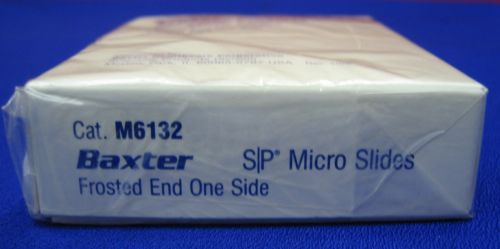 Cat. M6132
Baxter S|P® Micro Slides
Frosted End One Side